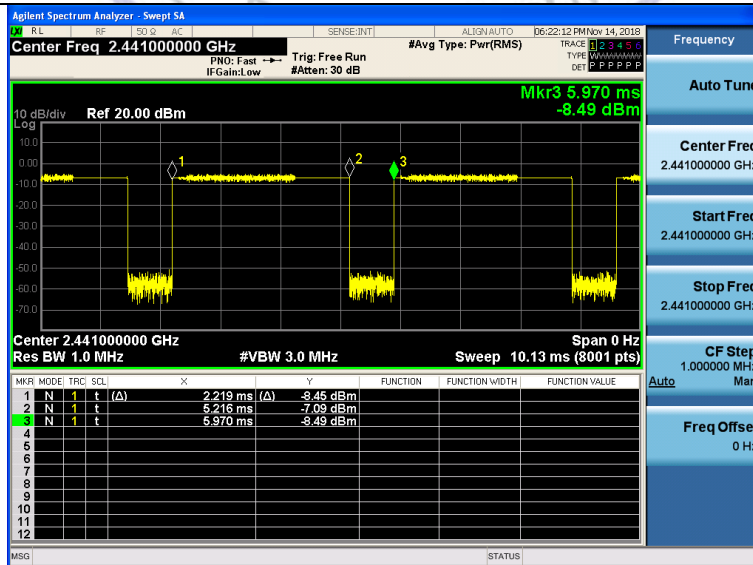 Agilent Spectrum Analyzer - Swept SA
LXI RL RF 50 Ω AC SENSE:INT ALIGN AUTO 06:22:12 PM Nov 14, 2018
Center Freq 2.441000000 GHz #Avg Type: Pwr(RMS) TRACE 1 2 3 4 5 6
PNO: Fast Trig: Free Run TYPE WWWWWW
IFGain:Low #Atten: 30 dB DET P P P P P P
Mkr3 5.970 ms
10 dB/div Ref 20.00 dBm -8.49 dBm
Log
10.0
0.00
-10.0
-20.0
-30.0
-40.0
-50.0
-60.0
-70.0
1
2
3
Center 2.441000000 GHz Span 0 Hz
Res BW 1.0 MHz #VBW 3.0 MHz Sweep 10.13 ms (8001 pts)
MKR MODE TRC SCL X Y FUNCTION FUNCTION WIDTH FUNCTION VALUE
1 N 1 t (Δ) 2.219 ms (Δ) -8.45 dBm
2 N 1 t 5.216 ms -7.09 dBm
3 N 1 t 5.970 ms -8.49 dBm
4
5
6
7
8
9
10
11
12
MSG STATUS
Frequency
Auto Tune
Center Freq
2.441000000 GHz
Start Freq
2.441000000 GHz
Stop Freq
2.441000000 GHz
CF Step
1.000000 MHz
Auto Man
Freq Offset
0 Hz